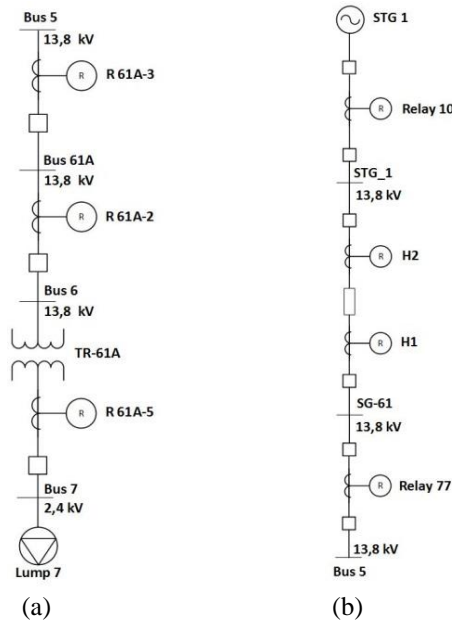 Bus 5
13,8 kV
R
R 61A-3
Bus 61A
13,8 kV
R
R 61A-2
Bus 6
13,8 kV
TR-61A
R
R 61A-5
Bus 7
2,4 kV
Lump 7
(a)
STG 1
R
Relay 10
STG_1
13,8 kV
R
H2
R
H1
SG-61
13,8 kV
R
Relay 77
13,8 kV
Bus 5
(b)